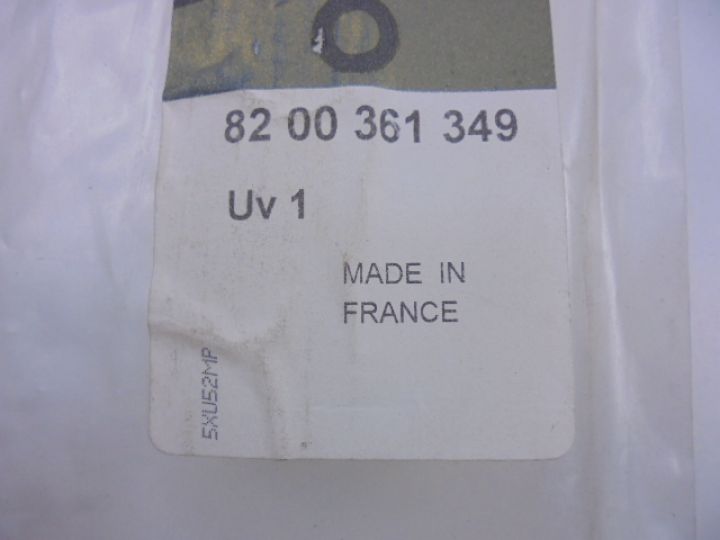 82 00 361 349
Uv 1
MADE IN
FRANCE
5XU52MP